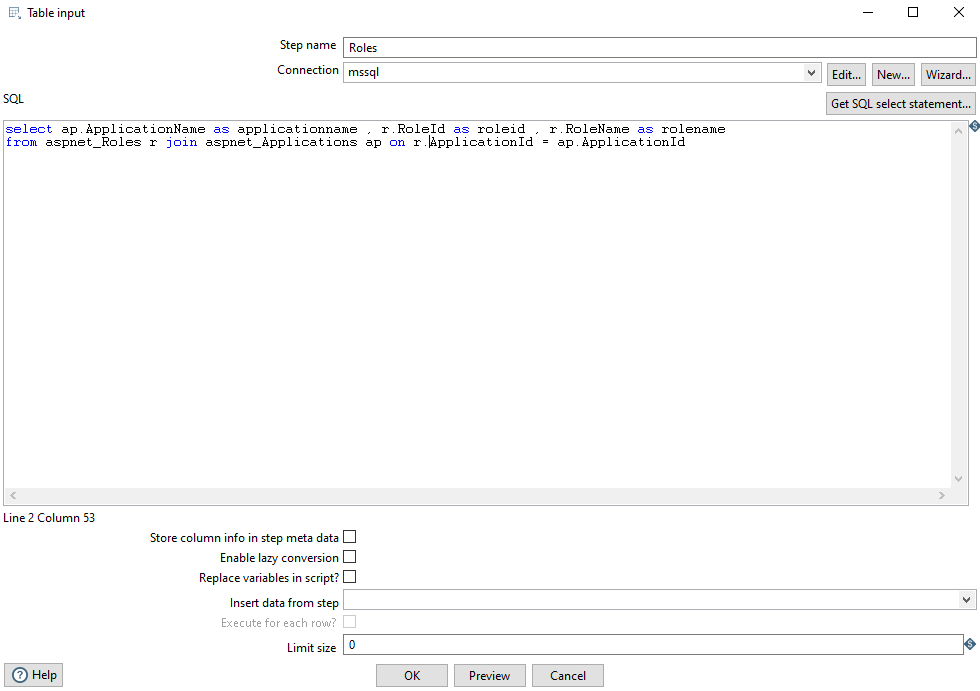 Table input
Step name Roles
Connection mssql Edit... New... Wizard...
SQL Get SQL select statement...
select ap.ApplicationName as applicationname , r.RoleId as roleid , r.RoleName as rolename
from aspnet_Roles r join aspnet_Applications ap on r.ApplicationId = ap.ApplicationId
Line 2 Column 53
Store column info in step meta data
Enable lazy conversion
Replace variables in script?
Insert data from step
Execute for each row?
Limit size 0
Help OK Preview Cancel